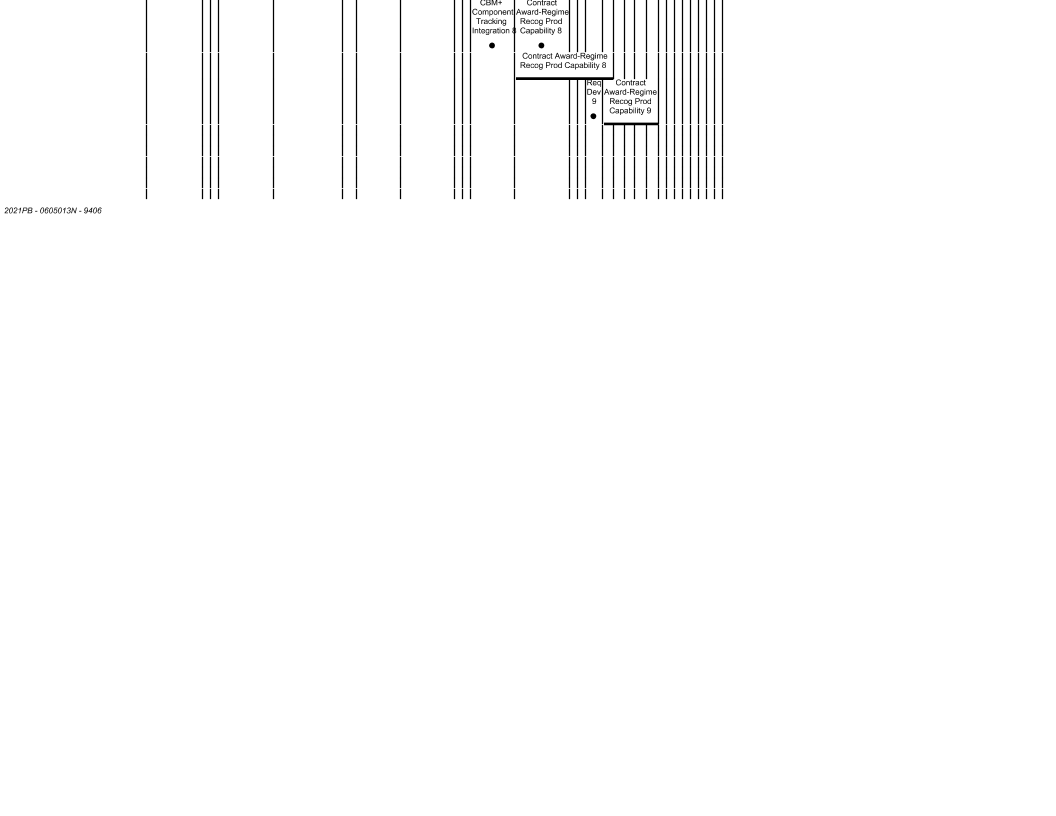 CBM+
Component
Tracking
Integration 8
Contract
Award-Regime
Recog Prod
Capability 8
Contract Award-Regime
Recog Prod Capability 8
Req
Dev
9
Contract
Award-Regime
Recog Prod
Capability 9
2021PB - 0605013N - 9406